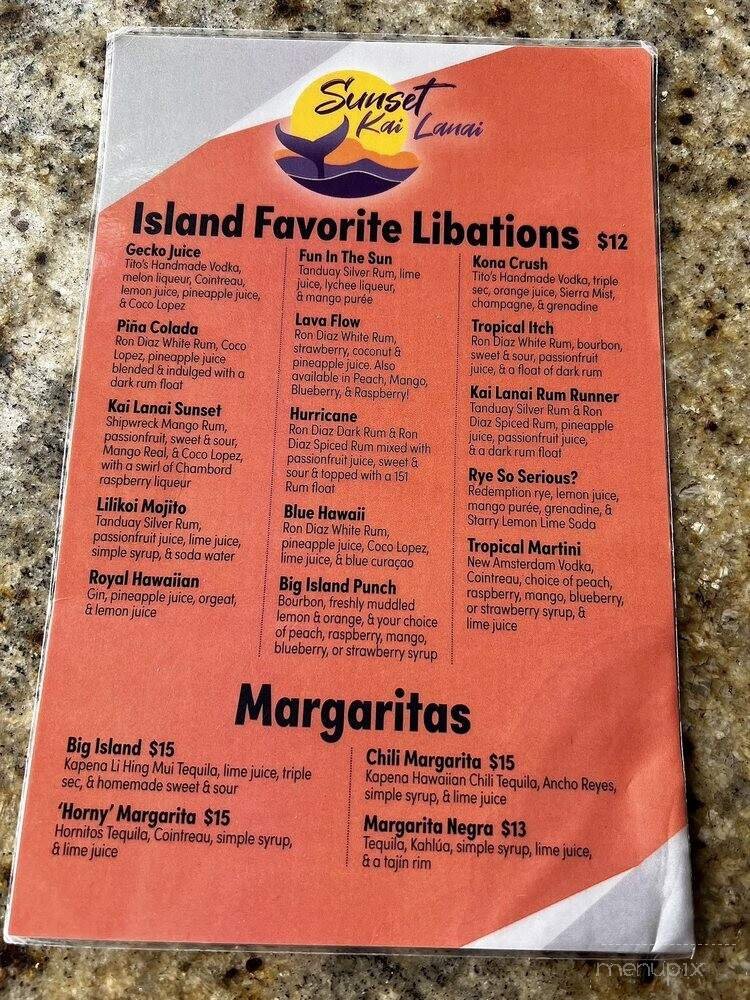 Sunset
Kai Lanai
Island Favorite Libations $12
Gecko Juice
Tito's Handmade Vodka,
melon liqueur, Cointreau,
lemon juice, pineapple juice,
& Coco Lopez
Piña Colada
Ron Diaz White Rum, Coco
Lopez, pineapple juice
blended & indulged with a
dark rum float
Kai Lanai Sunset
Shipwreck Mango Rum,
passionfruit, sweet & sour,
Mango Real, & Coco Lopez,
with a swirl of Chambord
raspberry liqueur
Lilikoi Mojito
Tanduay Silver Rum,
passionfruit juice, lime juice,
simple syrup, & soda water
Royal Hawaiian
Gin, pineapple juice, orgeat,
& lemon juice
Fun In The Sun
Tanduay Silver Rum, lime
juice, lychee liqueur,
& mango purée
Lava Flow
Ron Diaz White Rum,
strawberry, coconut &
pineapple juice. Also
available in Peach, Mango,
Blueberry, & Raspberry!
Hurricane
Ron Diaz Dark Rum & Ron
Diaz Spiced Rum mixed with
passionfruit juice, sweet &
sour & topped with a 151
Rum float
Blue Hawaii
Ron Diaz White Rum,
pineapple juice, Coco Lopez,
lime juice, & blue curaçao
Big Island Punch
Bourbon, freshly muddled
lemon & orange, & your choice
of peach, raspberry, mango,
blueberry, or strawberry syrup
Kona Crush
Tito's Handmade Vodka, triple
sec, orange juice, Sierra Mist,
champagne, & grenadine
Tropical Itch
Ron Diaz White Rum, bourbon,
sweet & sour, passionfruit
juice, & a float of dark rum
Kai Lanai Rum Runner
Tanduay Silver Rum & Ron
Diaz Spiced Rum, pineapple
juice, passionfruit juice,
& a dark rum float
Rye So Serious?
Redemption rye, lemon juice,
mango purée, grenadine, &
Starry Lemon Lime Soda
Tropical Martini
New Amsterdam Vodka,
Cointreau, choice of peach,
raspberry, mango, blueberry,
or strawberry syrup, &
lime juice
Margaritas
Big Island $15
Kapena Li Hing Mui Tequila, lime juice, triple
sec, & homemade sweet & sour
'Horny' Margarita $15
Hornitos Tequila, Cointreau, simple syrup,
& lime juice
Chili Margarita $15
Kapena Hawaiian Chili Tequila, Ancho Reyes,
simple syrup, & lime juice
Margarita Negra $13
Tequila, Kahlúa, simple syrup, lime juice,
& a tajín rim
menupix